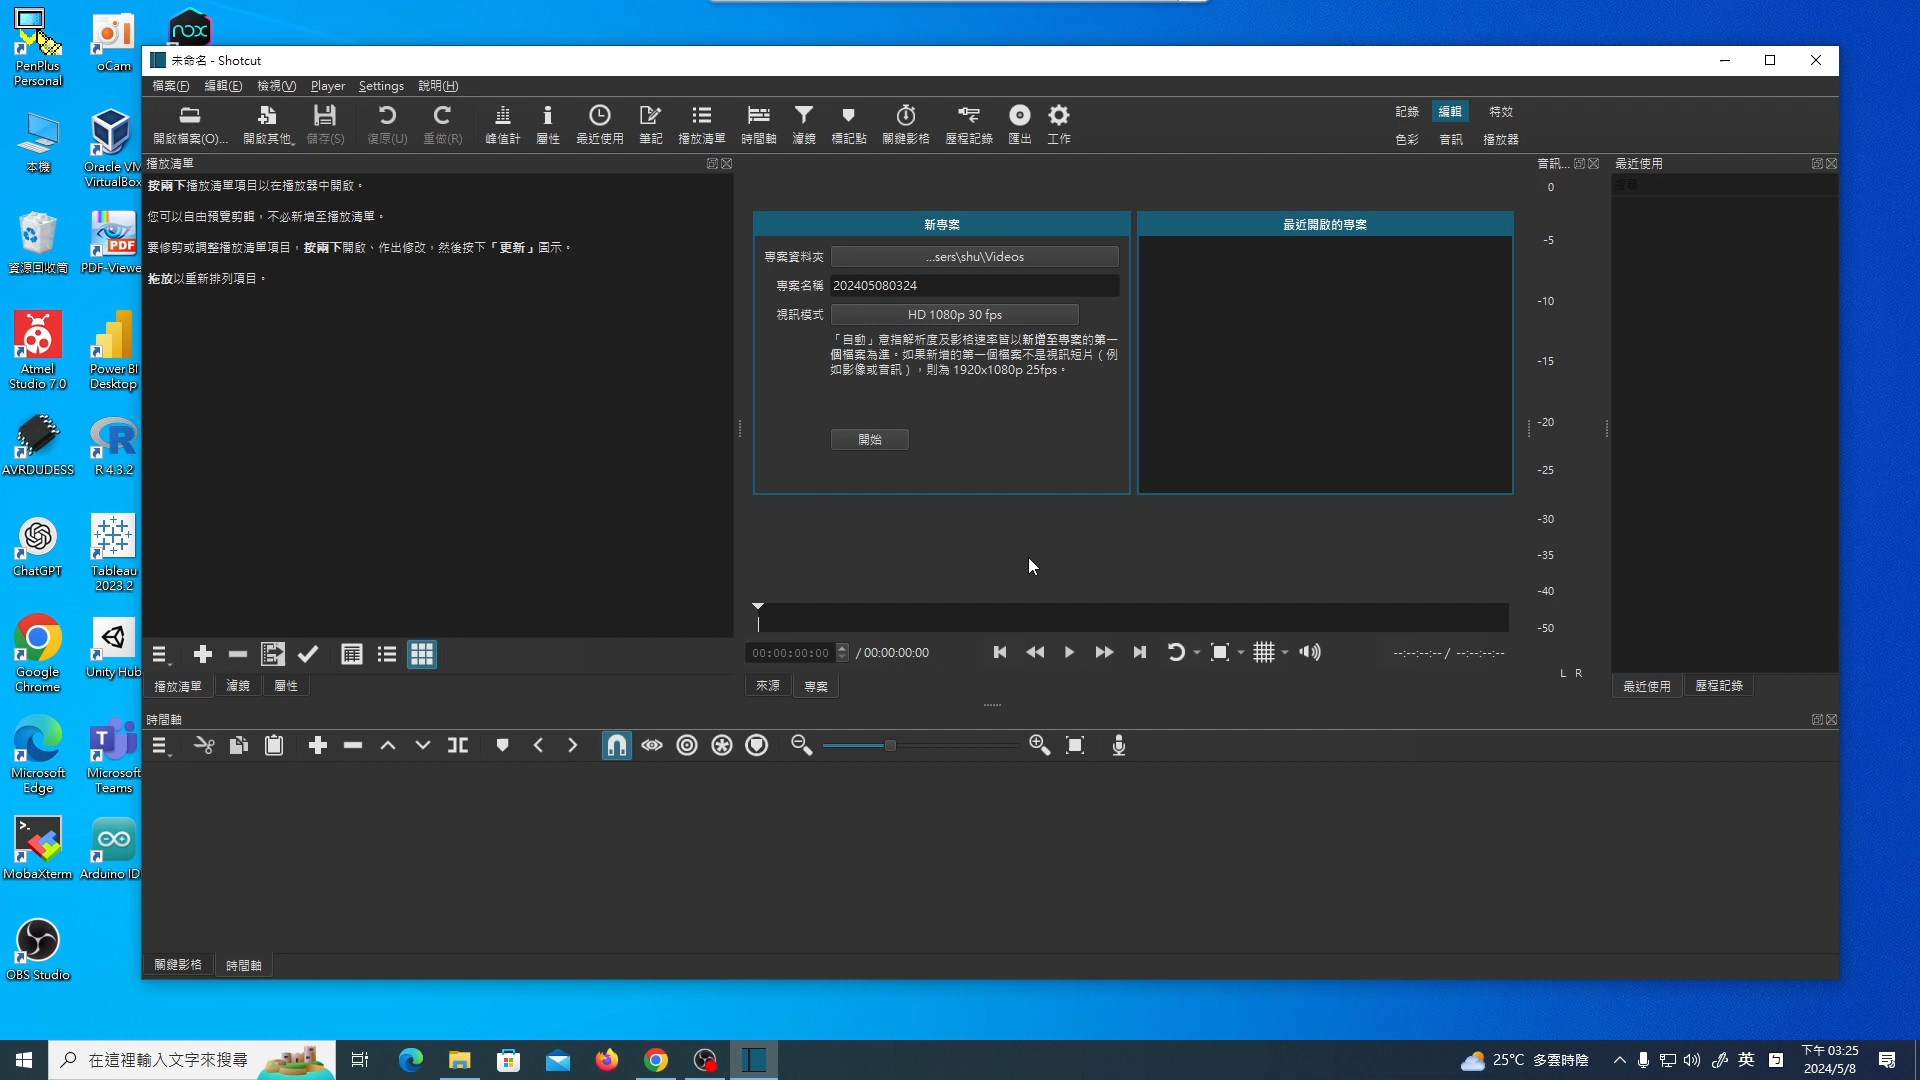 PenPlus
Personal
oCam
nox
本機
Oracle VM
VirtualBox
資源回收筒
PDF-Viewe
Atmel
Studio 7.0
Power BI
Desktop
AVRDUDESS
R 4.3.2
ChatGPT
Tableau
2023.2
Google
Chrome
Unity Hub
Microsoft
Edge
Microsoft
Teams
MobaXterm
Arduino ID
OBS Studio
未命名 - Shotcut
檔案(F) 編輯(E) 檢視(V) Player Settings 說明(H)
開啟檔案(O)... 開啟其他 儲存(S) 復原(U) 重做(R) 峰值計 屬性 最近使用 筆記 播放清單 時間軸 濾鏡 標記點 關鍵影格 歷程記錄 匯出 工作
記錄 編輯 特效
色彩 音訊 播放器
播放清單
按兩下播放清單項目以在播放器中開啟。
您可以自由預覽剪輯，不必新增至播放清單。
要修剪或調整播放清單項目，按兩下開啟、作出修改，然後按下「更新」圖示。
拖放以重新排列項目。
播放清單 濾鏡 屬性
新專案
專案資料夾 ...sers\shu\Videos
專案名稱 202405080324
視訊模式 HD 1080p 30 fps
「自動」意指解析度及影格速率皆以新增至專案的第一
個檔案為準。如果新增的第一個檔案不是視訊短片（例
如影像或音訊），則為 1920x1080p 25fps。
開始
最近開啟的專案
00:00:00:00 / 00:00:00:00
--:--:--:-- / --:--:--:--
來源 專案
音訊...
0
-5
-10
-15
-20
-25
-30
-35
-40
-50
L R
最近使用
搜尋
最近使用 歷程記錄
時間軸
關鍵影格 時間軸
在這裡輸入文字來搜尋
25°C 多雲時陰
英
下午 03:25
2024/5/8